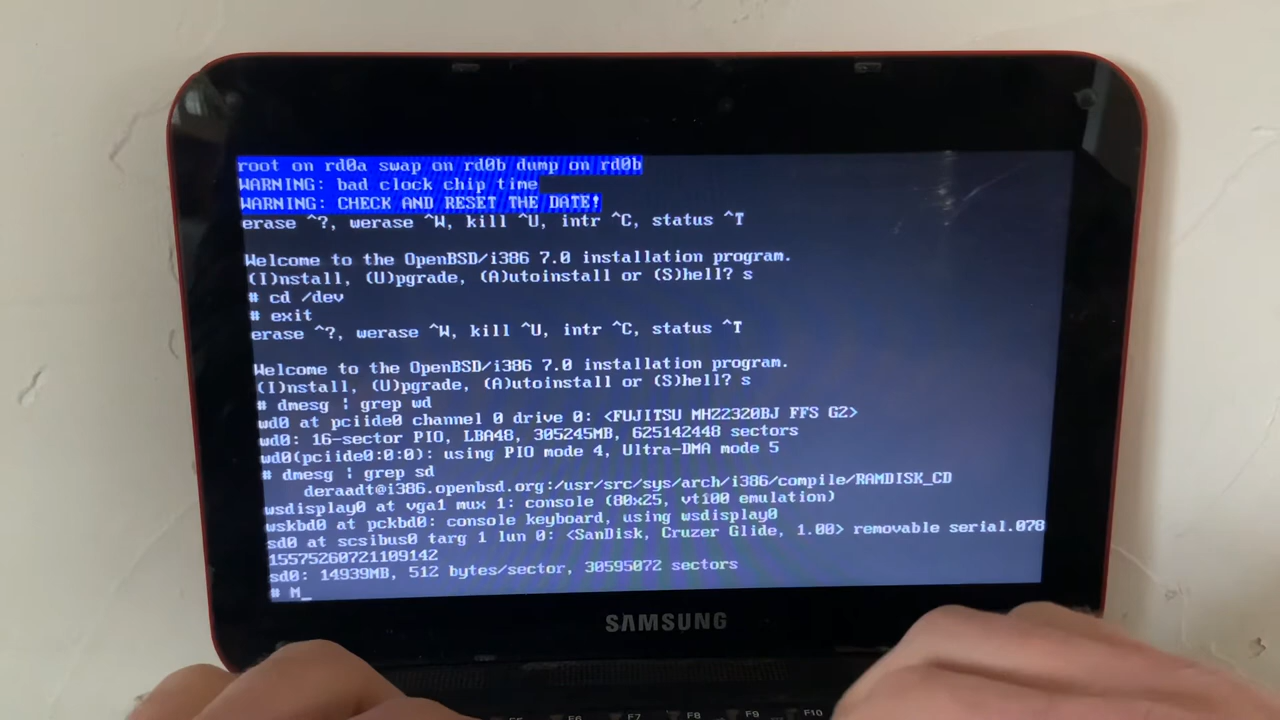 root on rd0a swap on rd0b dump on rd0b
WARNING: bad clock chip time
WARNING: CHECK AND RESET THE DATE!
erase ^?, werase ^W, kill ^U, intr ^C, status ^T
Welcome to the OpenBSD/i386 7.0 installation program.
(I)nstall, (U)pgrade, (A)utoinstall or (S)hell? s
# cd /dev
# exit
erase ^?, werase ^W, kill ^U, intr ^C, status ^T
Welcome to the OpenBSD/i386 7.0 installation program.
(I)nstall, (U)pgrade, (A)utoinstall or (S)hell? s
# dmesg | grep wd
wd0 at pciide0 channel 0 drive 0: <FUJITSU MHZ2320BJ FFS G2>
wd0: 16-sector PIO, LBA48, 305245MB, 625142448 sectors
wd0(pciide0:0:0): using PIO mode 4, Ultra-DMA mode 5
# dmesg | grep sd
deraadt@i386.openbsd.org:/usr/src/sys/arch/i386/compile/RAMDISK_CD
wsdisplay0 at vga1 mux 1: console (80x25, vt100 emulation)
wskbd0 at pckbd0: console keyboard, using wsdisplay0
sd0 at scsibus0 targ 1 lun 0: <SanDisk, Cruzer Glide, 1.00> removable serial.078
15575260721109142
sd0: 14939MB, 512 bytes/sector, 30595072 sectors
# M_
SAMSUNG
F6 F7 F8 F9 F10